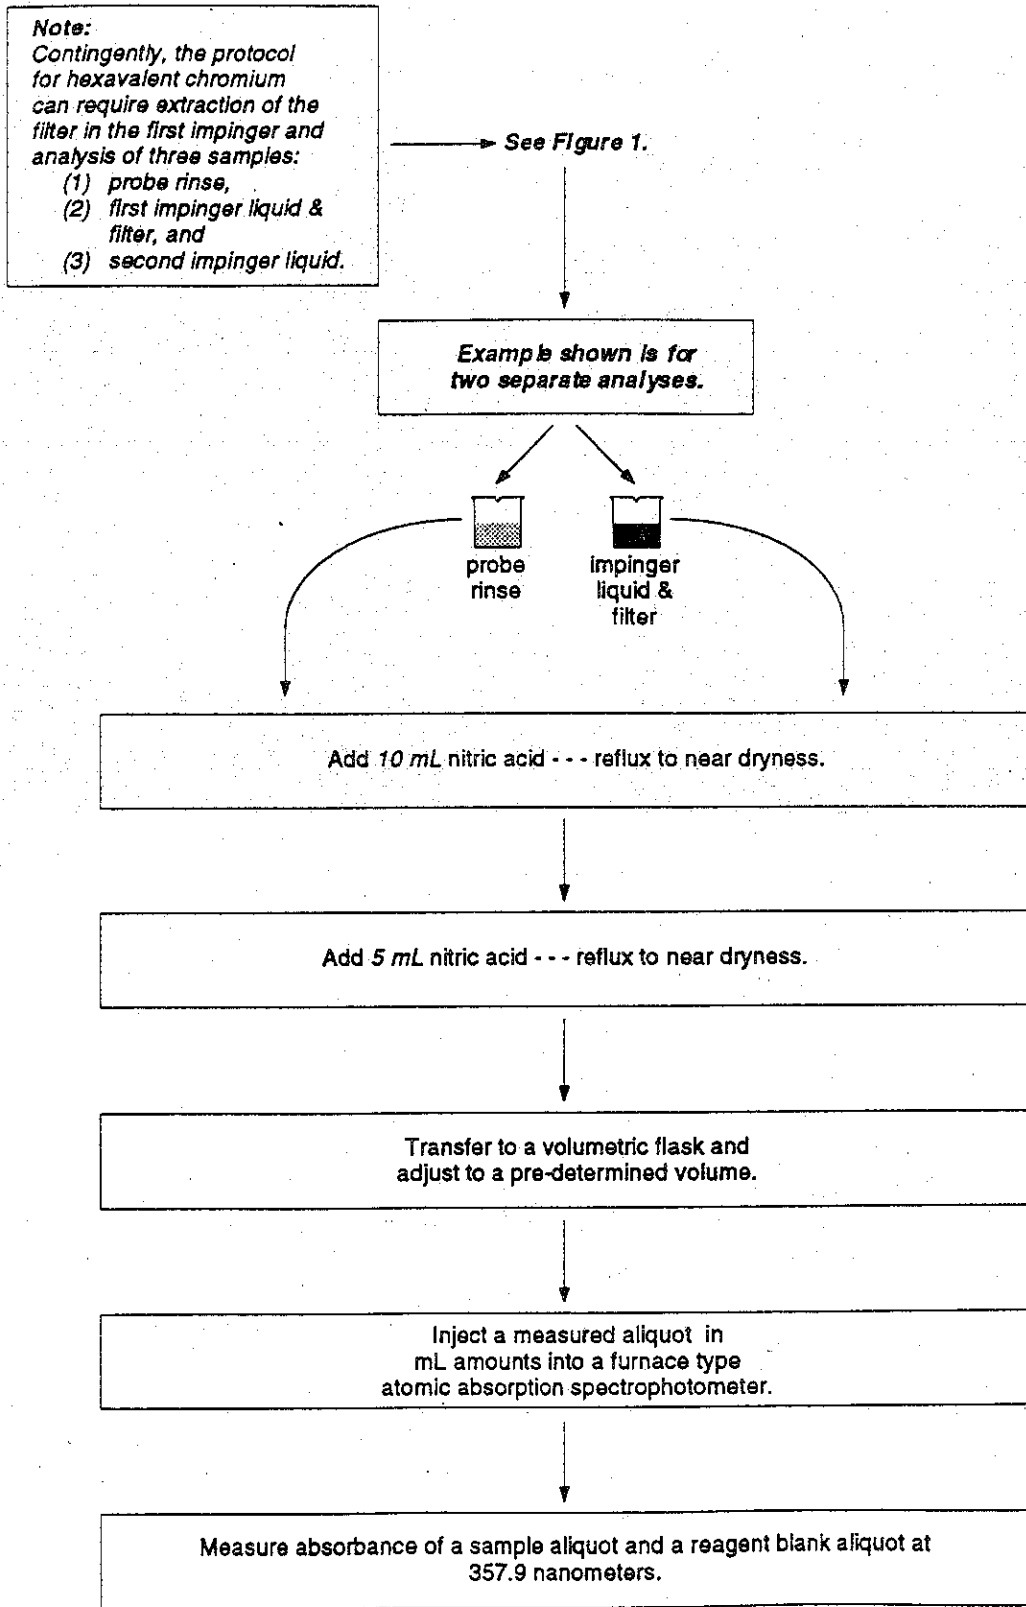 Note:
Contingently, the protocol
for hexavalent chromium
can require extraction of the
filter in the first impinger and
analysis of three samples:
(1) probe rinse,
(2) first impinger liquid &
filter, and
(3) second impinger liquid.
See Figure 1.
Example shown is for
two separate analyses.
probe
rinse
impinger
liquid &
filter
Add 10 mL nitric acid - - - reflux to near dryness.
Add 5 mL nitric acid - - - reflux to near dryness.
Transfer to a volumetric flask and
adjust to a pre-determined volume.
Inject a measured aliquot in
mL amounts into a furnace type
atomic absorption spectrophotometer.
Measure absorbance of a sample aliquot and a reagent blank aliquot at
357.9 nanometers.